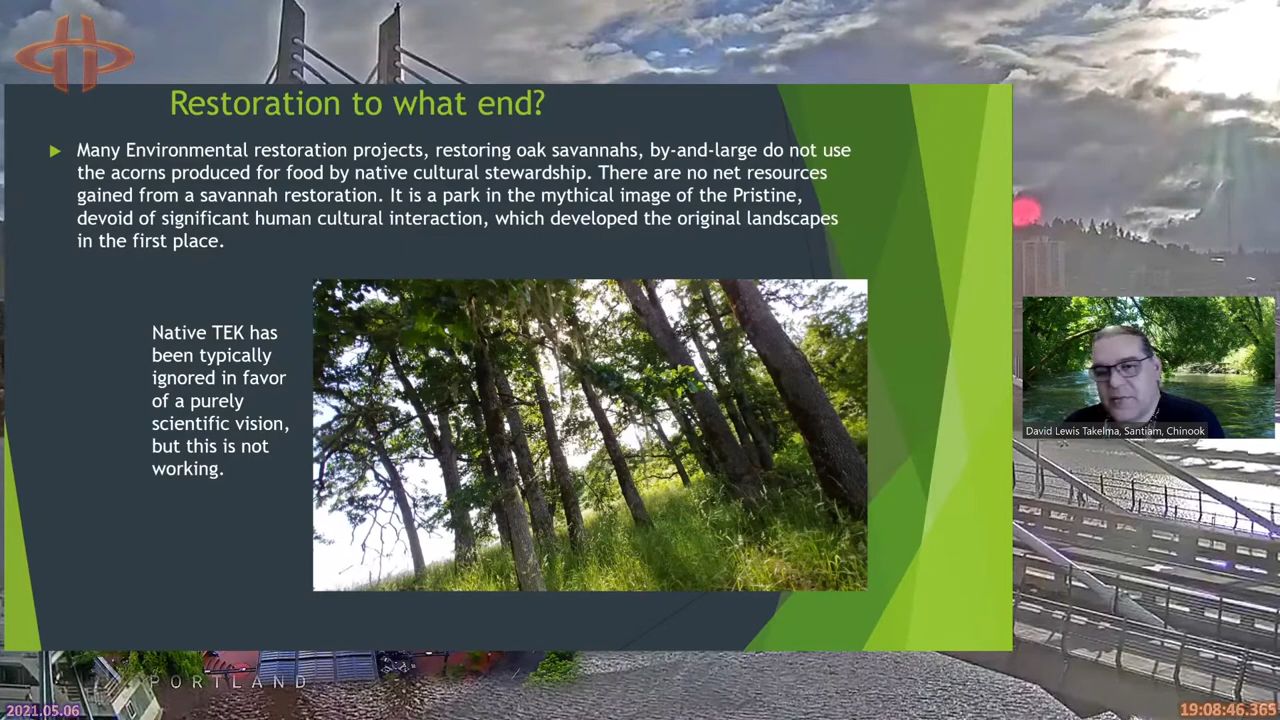 Restoration to what end?
Many Environmental restoration projects, restoring oak savannahs, by-and-large do not use
the acorns produced for food by native cultural stewardship. There are no net resources
gained from a savannah restoration. It is a park in the mythical image of the Pristine,
devoid of significant human cultural interaction, which developed the original landscapes
in the first place.
Native TEK has
been typically
ignored in favor
of a purely
scientific vision,
but this is not
working.
David Lewis Takelma, Santiam, Chinook
PORTLAND
2021.05.06
19:08:46.365